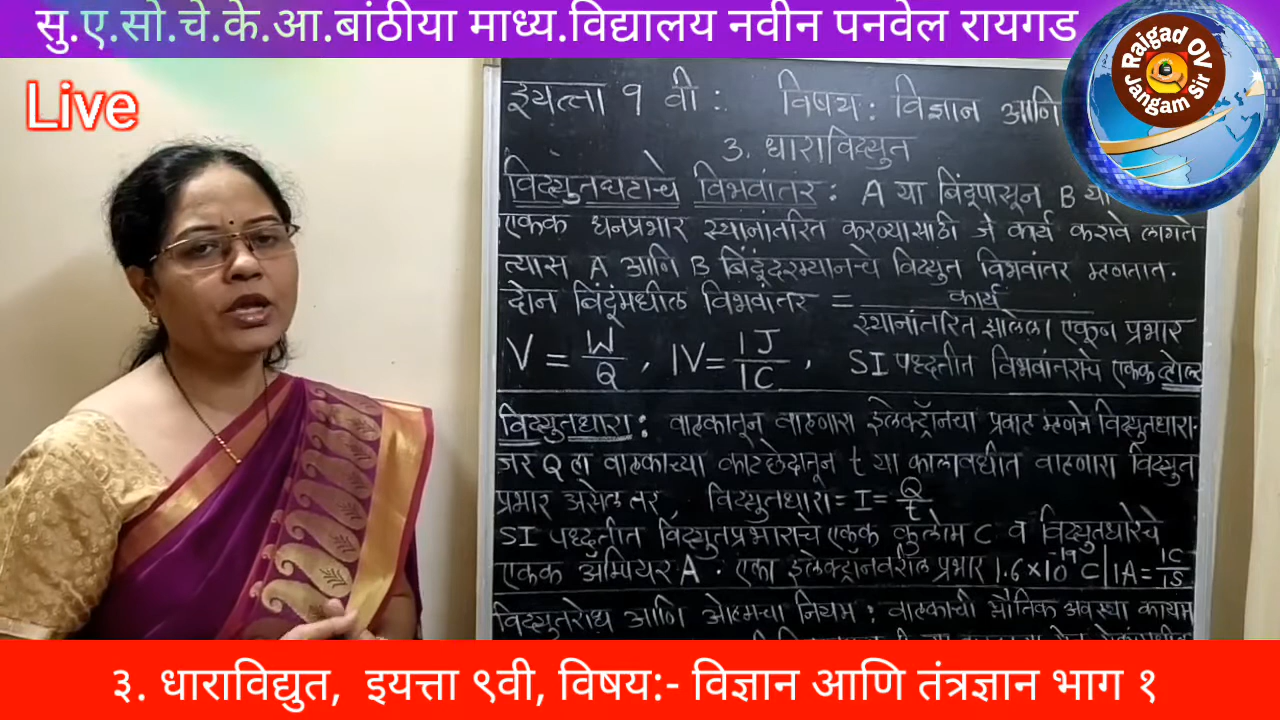 सु.ए.सो.चे.के.आ.बांठीया माध्य.विद्यालय नवीन पनवेल रायगड
Raigad OV
Jangam Sir
Live
इयत्ता ९ वी : विषय : विज्ञान आणि
३. धाराविद्युत
विद्युतघटाचे विभवांतर : A या बिंदूपासून B या
एकक धनप्रभार स्थानांतरित करण्यासाठी जे कार्य करावे लागते
त्यास A आणि B बिंदूंदरम्यानचे विद्युत विभवांतर म्हणतात.
दोन बिंदूंमधील विभवांतर = कार्य / स्थानांतरित झालेला एकून प्रभार
V = W/Q , 1V = 1J/1C , SI पध्दतीत विभवांतराचे एकक व्होल्ट
विद्युतधारा : वाहकातून वाहणारा इलेक्ट्रॉनचा प्रवाह म्हणजे विद्युतधारा.
जर Q हा वाहकाच्या काटछेदातून t या कालावधीत वाहणारा विद्युत
प्रभार असेल तर, विद्युतधारा = I = Q/t
SI पध्दतीत विद्युतप्रभाराचे एकक कुलोम C व विद्युतधारेचे
एकक अँम्पियर A . एका इलेक्ट्रॉनवरील प्रभार 1.6 × 10⁻¹⁹ C | 1A = 1C/1S
विद्युतरोध आणि ओहमचा नियम : वाहकाची भौतिक अवस्था कायम
३. धाराविद्युत, इयत्ता ९वी, विषय:- विज्ञान आणि तंत्रज्ञान भाग १